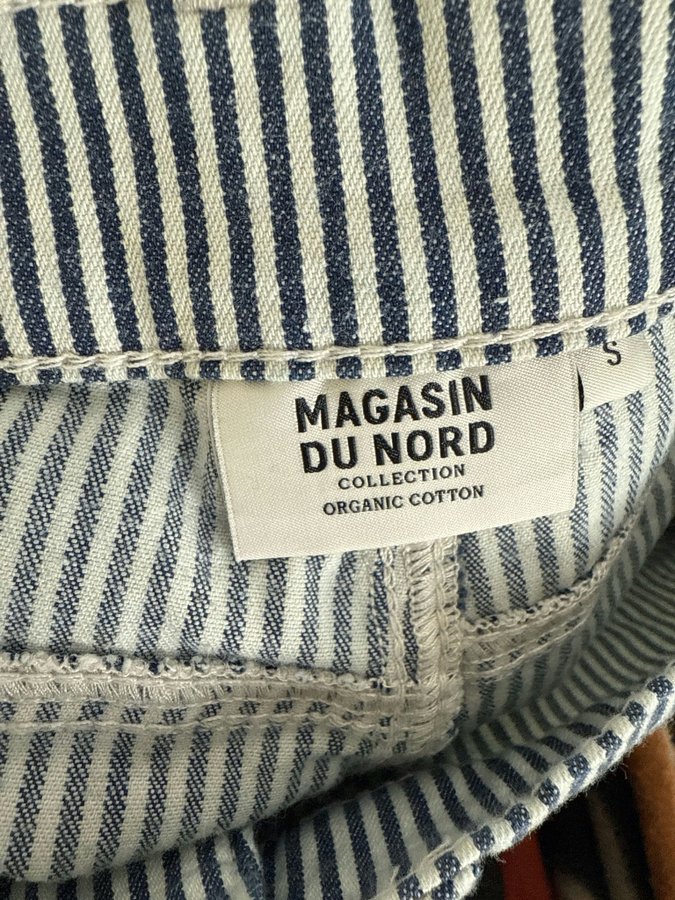 S
MAGASIN
DU NORD
COLLECTION
ORGANIC COTTON